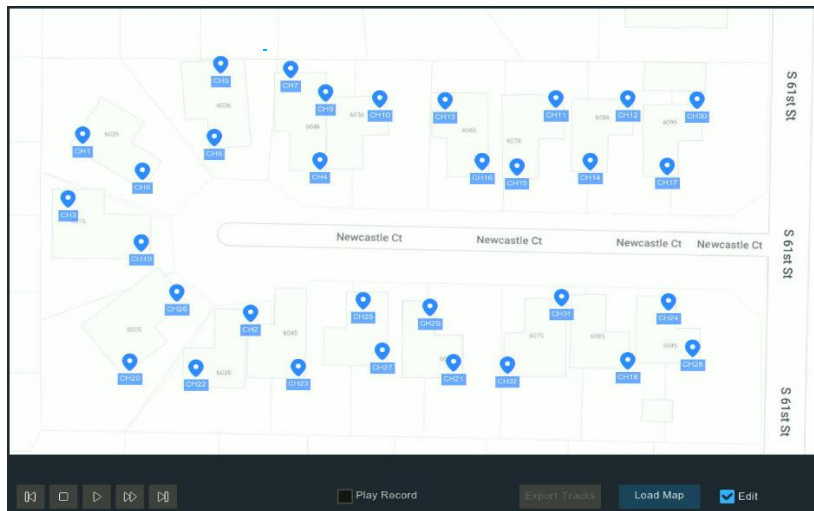 CH5
CH7
CH9
CH10
CH13
CH11
CH12
CH30
S 61st St
6036
6046
6056
6065
6076
6086
6096
6026
CH1
CH6
CH4
CH16
CH15
CH14
CH17
CH3
CH19
Newcastle Ct
Newcastle Ct
Newcastle Ct
Newcastle Ct
S 61st St
CH26
CH2
CH25
CH29
CH31
CH24
6025
6045
6075
6085
6095
CH20
CH22
6035
CH23
CH27
CH21
CH32
CH18
CH28
S 61st St
Play Record
Export Tracks
Load Map
Edit